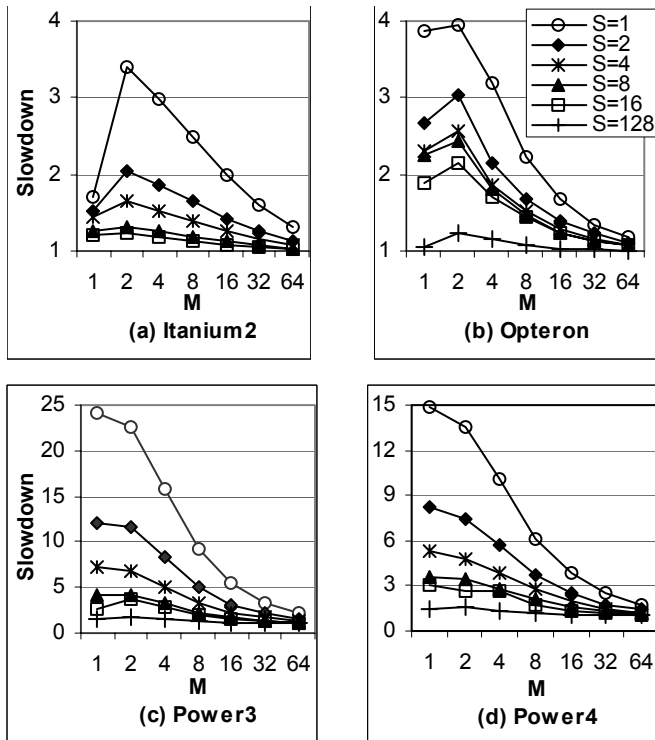 4
3
2
1
Slowdown
1 2 4 8 16 32 64
M
(a) Itanium2
4
3
2
1
S=1
S=2
S=4
S=8
S=16
S=128
1 2 4 8 16 32 64
M
(b) Opteron
25
20
15
10
5
0
Slowdown
1 2 4 8 16 32 64
M
(c) Power3
15
12
9
6
3
0
1 2 4 8 16 32 64
M
(d) Power4